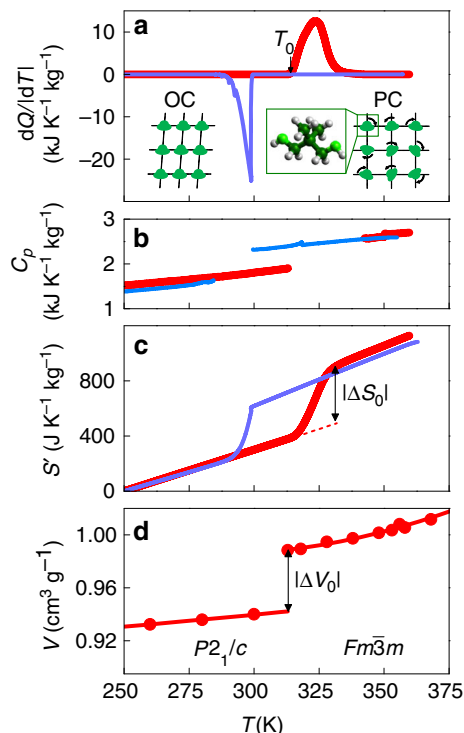 a
10
0
−10
−20
dQ/|dT|
(kJ K⁻¹ kg⁻¹)
T₀
OC
PC
b
3
2
1
Cₚ
(kJ K⁻¹ kg⁻¹)
c
800
400
0
S′ (J K⁻¹ kg⁻¹)
|ΔS₀|
d
1.00
0.96
0.92
V (cm³ g⁻¹)
|ΔV₀|
P2₁/c
Fm3̅m
250
275
300
325
350
375
T(K)